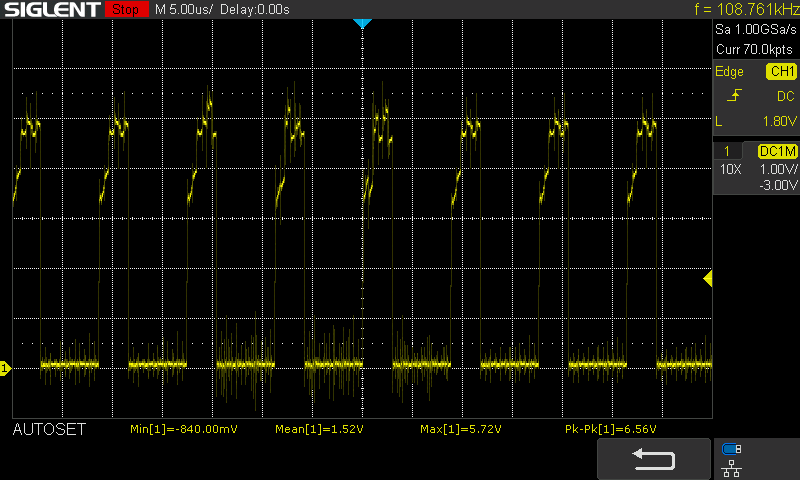 SIGLENT Stop M 5.00us/ Delay:0.00s f = 108.761kHz
Sa 1.00GSa/s
Curr 70.0kpts
Edge CH1
DC
L 1.80V
1 DC1M
10X 1.00V/
-3.00V
1
AUTOSET Min[1]=-840.00mV Mean[1]=1.52V Max[1]=5.72V Pk-Pk[1]=6.56V